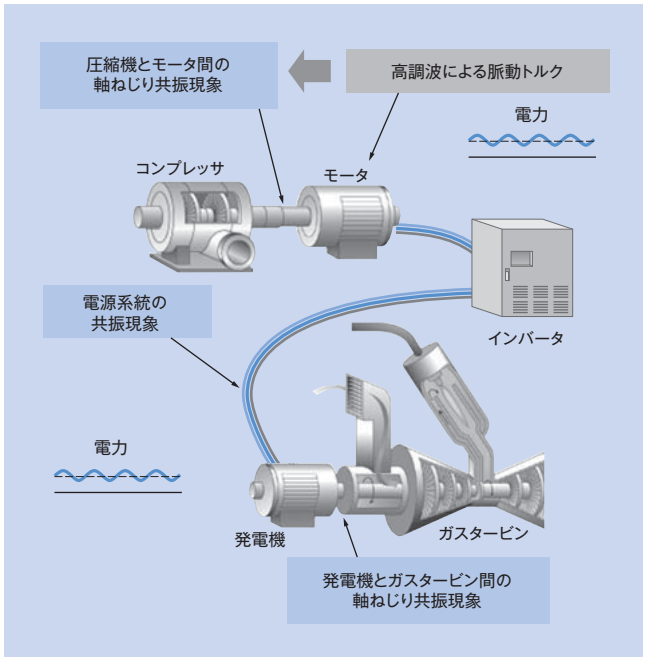 圧縮機とモータ間の
軸ねじり共振現象
高調波による脈動トルク
電力
コンプレッサ
モータ
インバータ
電源系統の
共振現象
電力
発電機
ガスタービン
発電機とガスタービン間の
軸ねじり共振現象